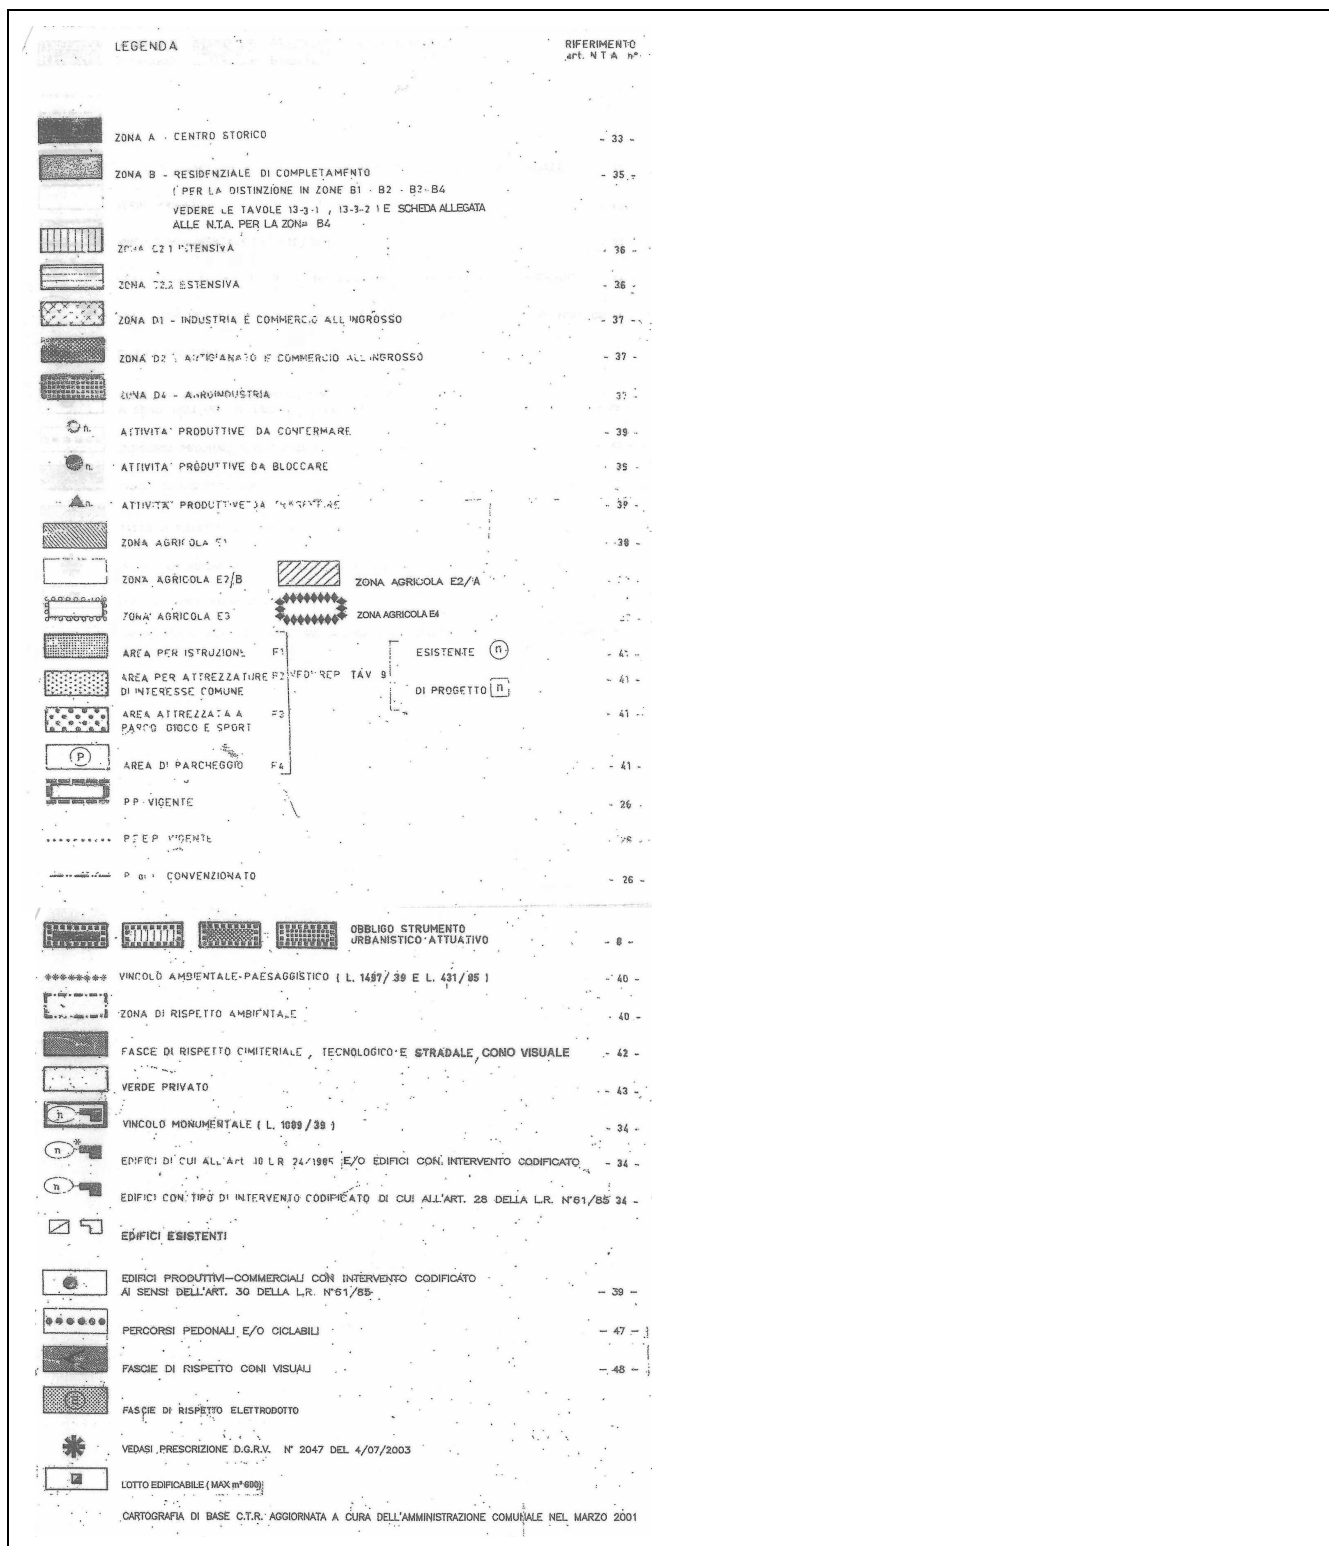 LEGENDA
RIFERIMENTO
art. N T A n°
ZONA A - CENTRO STORICO - 33 -
ZONA B - RESIDENZIALE DI COMPLETAMENTO - 35 -
( PER LA DISTINZIONE IN ZONE B1 - B2 - B3-B4
VEDERE LE TAVOLE 13-3-1 , 13-3-2 ) E SCHEDA ALLEGATA
ALLE N.T.A. PER LA ZONA B4
ZONA C2.1 INTENSIVA - 36 -
ZONA C2.2 ESTENSIVA - 36 -
ZONA D1 - INDUSTRIA E COMMERCIO ALL'INGROSSO - 37 -
ZONA D2 - ARTIGIANATO E COMMERCIO ALL'INGROSSO - 37 -
ZONA D4 - AGROINDUSTRIA 37 -
n. ATTIVITA' PRODUTTIVE DA CONFERMARE - 39 -
n. ATTIVITA' PRODUTTIVE DA BLOCCARE - 39 -
n. ATTIVITA' PRODUTTIVE DA - 39 -
ZONA AGRICOLA E1 - 38 -
ZONA AGRICOLA E2/B ZONA AGRICOLA E2/A
ZONA AGRICOLA E3 ZONA AGRICOLA E4
AREA PER ISTRUZIONE F1 ESISTENTE n - 41 -
AREA PER ATTREZZATURE F2 VEDI REP. TAV 9 - 41 -
DI INTERESSE COMUNE DI PROGETTO n
AREA ATTREZZATA A F3 - 41 -
PARCO GIOCO E SPORT
P AREA DI PARCHEGGIO F4 - 41 -
P P VIGENTE - 26 -
P E E P VIGENTE
P di L CONVENZIONATO - 26 -
OBBLIGO STRUMENTO
URBANISTICO ATTUATIVO - 8 -
VINCOLO AMBIENTALE-PAESAGGISTICO ( L. 1497/39 E L. 431/85 ) - 40 -
ZONA DI RISPETTO AMBIENTALE - 40 -
FASCE DI RISPETTO CIMITERIALE , TECNOLOGICO E STRADALE, CONO VISUALE - 42 -
VERDE PRIVATO - 43 -
n VINCOLO MONUMENTALE ( L. 1089/39 ) - 34 -
n EDIFICI DI CUI ALL'Art 10 L R 24/1985 E/O EDIFICI CON INTERVENTO CODIFICATO - 34 -
n EDIFICI CON TIPO DI INTERVENTO CODIFICATO DI CUI ALL'ART. 28 DELLA L.R. N°61/85 34 -
EDIFICI ESISTENTI
EDIFICI PRODUTTIVI-COMMERCIALI CON INTERVENTO CODIFICATO
AI SENSI DELL'ART. 30 DELLA L.R. N°61/85 - 39 -
PERCORSI PEDONALI E/O CICLABILI - 47 -
FASCIE DI RISPETTO CONI VISUALI - 48 -
E FASCIE DI RISPETTO ELETTRODOTTO
VEDASI PRESCRIZIONE D.G.R.V. N° 2047 DEL 4/07/2003
LOTTO EDIFICABILE ( MAX m³ 600)
CARTOGRAFIA DI BASE C.T.R. AGGIORNATA A CURA DELL'AMMINISTRAZIONE COMUNALE NEL MARZO 2001